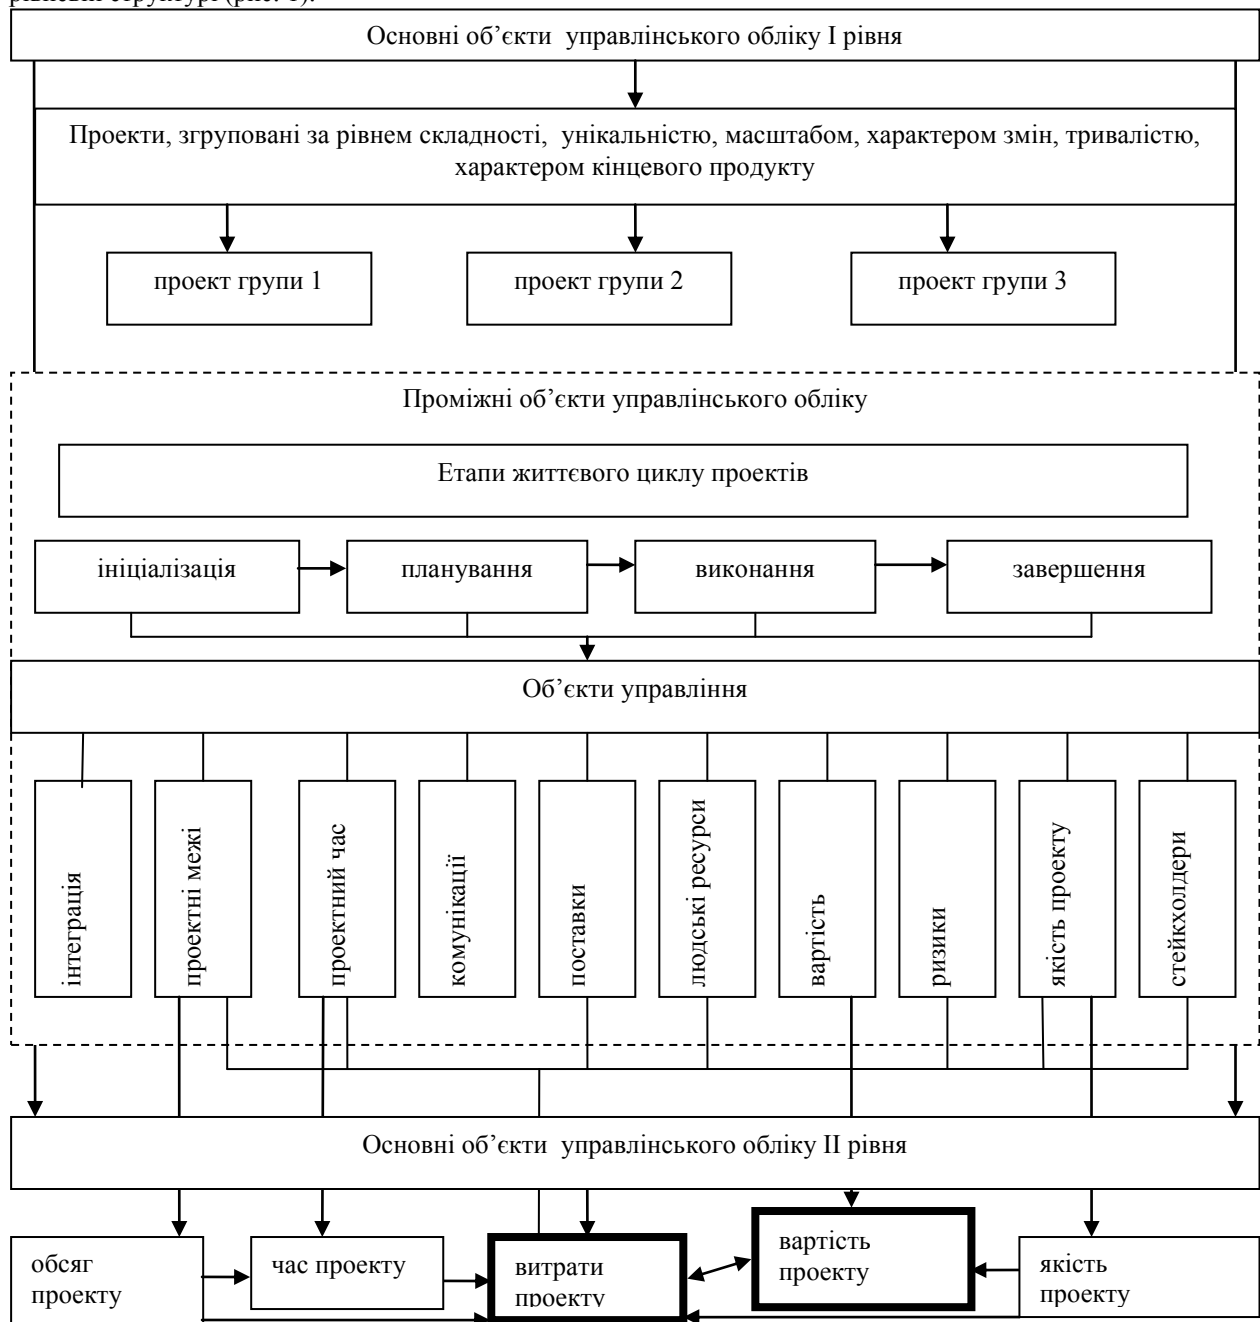 рівневій структурі (рис. 1).
Основні об’єкти управлінського обліку І рівня
Проекти, згруповані за рівнем складності, унікальністю, масштабом, характером змін, тривалістю,
характером кінцевого продукту
проект групи 1
проект групи 2
проект групи 3
Проміжні об’єкти управлінського обліку
Етапи життєвого циклу проектів
ініціалізація
планування
виконання
завершення
Об’єкти управління
інтеграція
проектні межі
проектний час
комунікації
поставки
людські ресурси
вартість
ризики
якість проекту
стейкхолдери
Основні об’єкти управлінського обліку ІІ рівня
обсяг
проекту
час проекту
витрати
проекту
вартість
проекту
якість
проекту